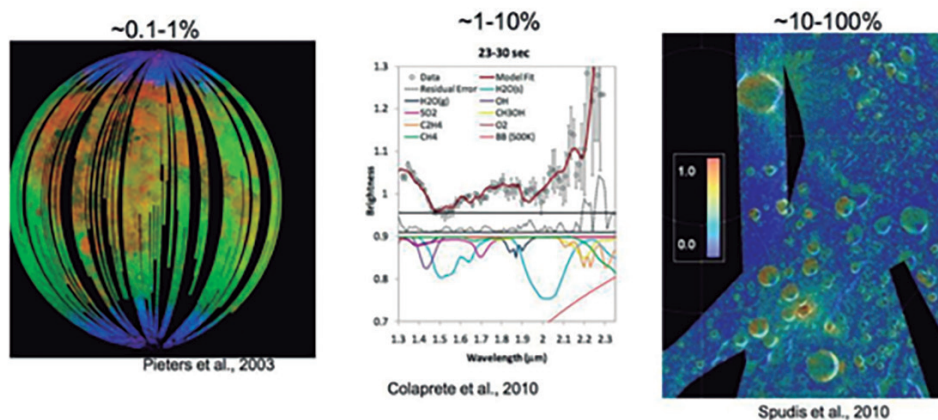 ~0.1-1%
Pieters et al., 2003
~1-10%
23-30 sec
Data
Model Fit
Residual Error
H2O(s)
H2O(g)
OH
SO2
CH3OH
C2H4
O2
CH4
BB (500K)
1.3
1.2
1.1
1
0.9
0.8
0.7
Brightness
1.3 1.4 1.5 1.6 1.7 1.8 1.9 2 2.1 2.2 2.3
Wavelength (µm)
Colaprete et al., 2010
~10-100%
1.0
0.0
Spudis et al., 2010